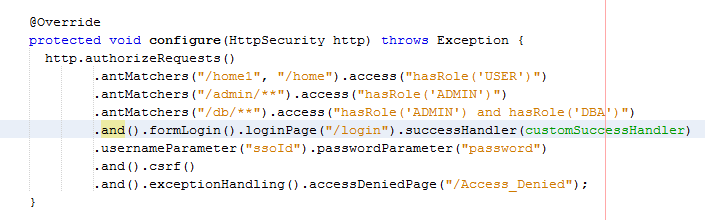 @Override
protected void configure(HttpSecurity http) throws Exception {
http.authorizeRequests()
.antMatchers("/home1", "/home").access("hasRole('USER')")
.antMatchers("/admin/**").access("hasRole('ADMIN')")
.antMatchers("/db/**").access("hasRole('ADMIN') and hasRole('DBA')")
.and().formLogin().loginPage("/login").successHandler(customSuccessHandler)
.usernameParameter("ssoId").passwordParameter("password")
.and().csrf()
.and().exceptionHandling().accessDeniedPage("/Access_Denied");
}